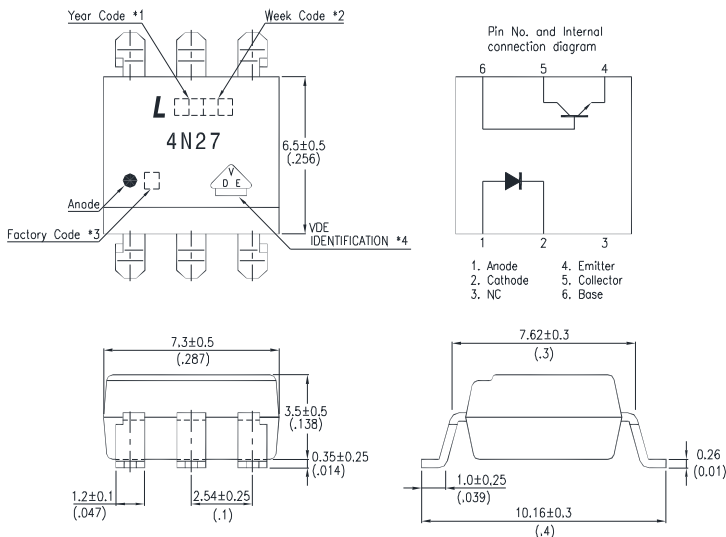 Year Code *1
Week Code *2
L
4N27
V
D E
Anode
Factory Code *3
VDE
IDENTIFICATION *4
6.5±0.5
(.256)
Pin No. and Internal
connection diagram
6 5 4
1 2 3
1. Anode 4. Emitter
2. Cathode 5. Collector
3. NC 6. Base
7.3±0.5
(.287)
3.5±0.5
(.138)
0.35±0.25
(.014)
1.2±0.1
(.047)
2.54±0.25
(.1)
7.62±0.3
(.3)
0.26
(0.01)
1.0±0.25
(.039)
10.16±0.3
(.4)